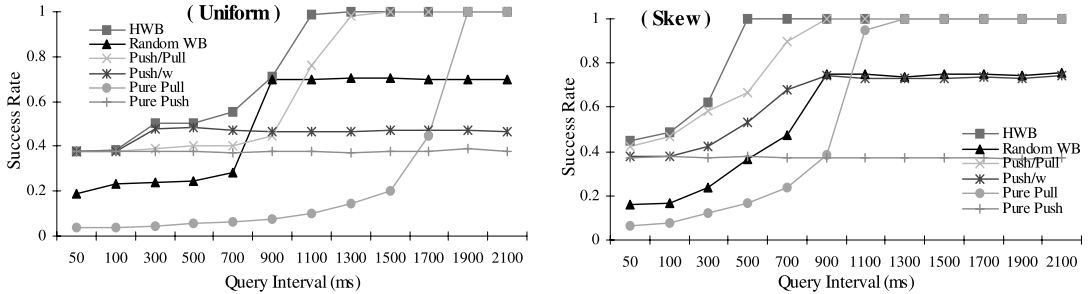 ( Uniform )
Success Rate
1
0.8
0.6
0.4
0.2
0
HWB
Random WB
Push/Pull
Push/w
Pure Pull
Pure Push
50 100 300 500 700 900 1100 1300 1500 1700 1900 2100
Query Interval (ms)
( Skew )
Success Rate
1
0.8
0.6
0.4
0.2
0
HWB
Random WB
Push/Pull
Push/w
Pure Pull
Pure Push
50 100 300 500 700 900 1100 1300 1500 1700 1900 2100
Query Interval (ms)